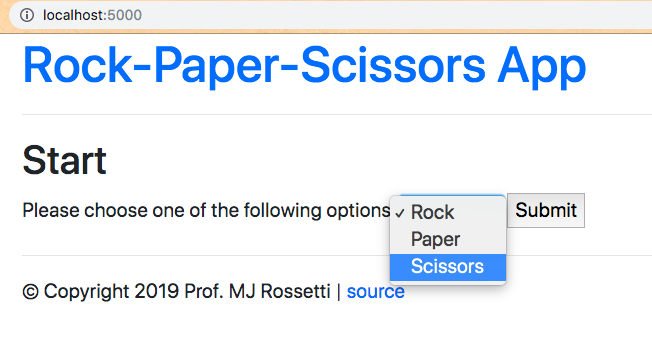 localhost:5000
Rock-Paper-Scissors App
Start
Please choose one of the following options
✓ Rock
Paper
Scissors
Submit
© Copyright 2019 Prof. MJ Rossetti | source